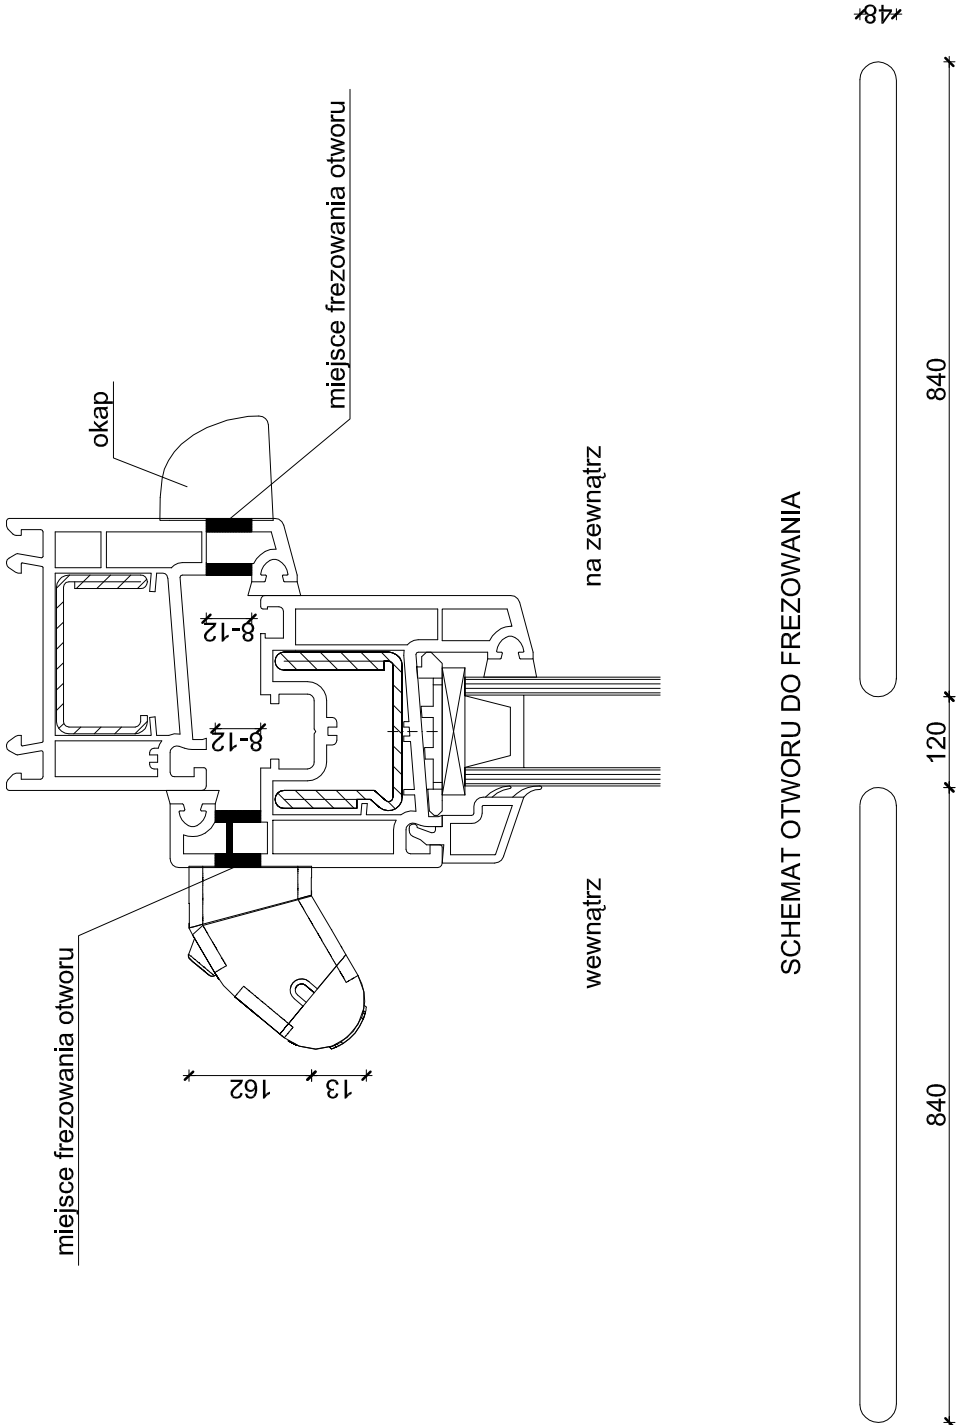 okap
miejsce frezowania otworu
8-12
8-12
na zewnątrz
wewnątrz
miejsce frezowania otworu
162
13
SCHEMAT OTWORU DO FREZOWANIA
48
840
120
840